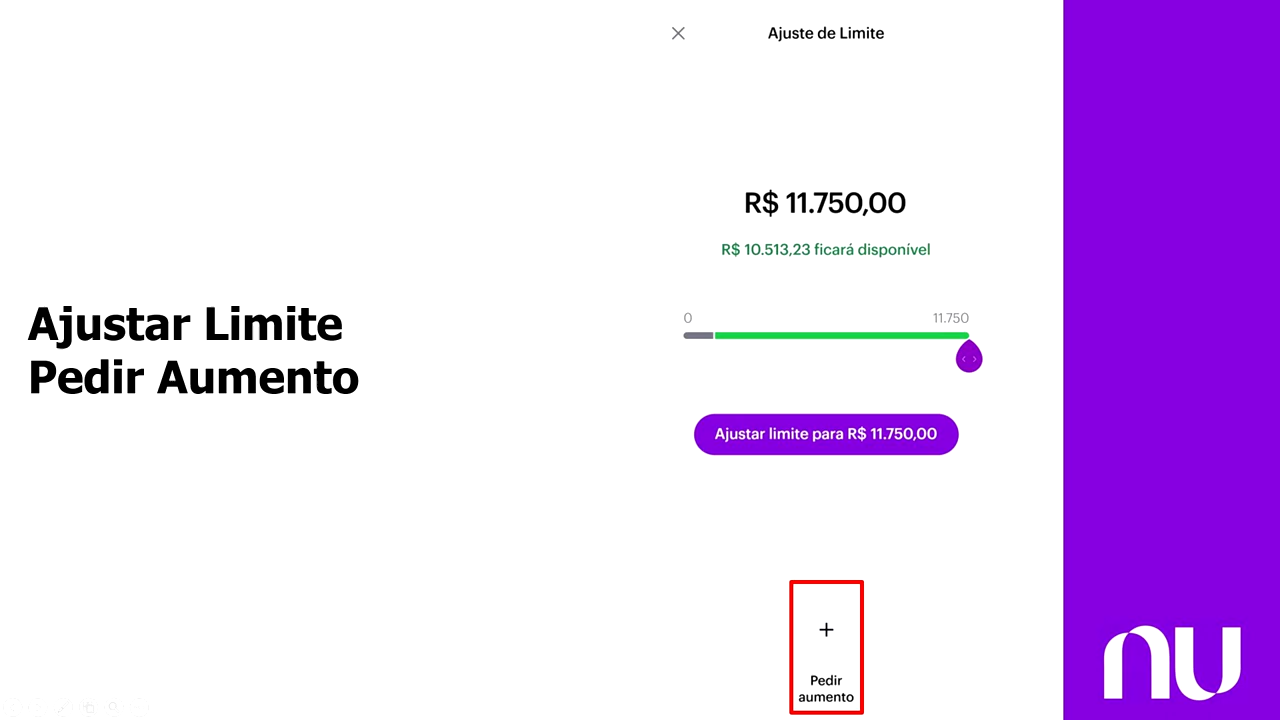 Ajuste de Limite
R$ 11.750,00
R$ 10.513,23 ficará disponível
0 11.750
Ajustar limite para R$ 11.750,00
Pedir
aumento
Ajustar Limite
Pedir Aumento
nu